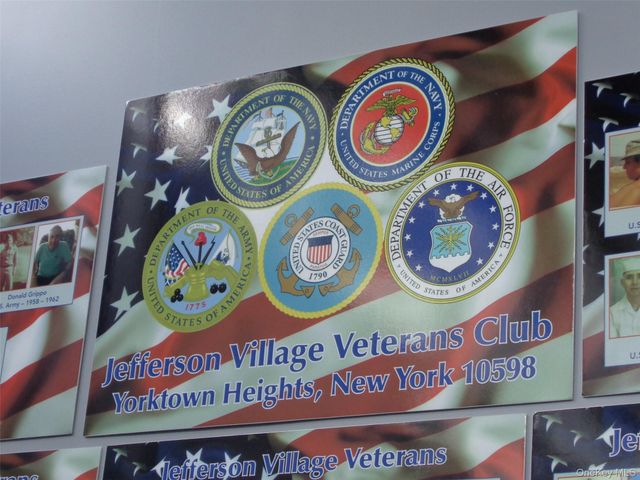 DEPARTMENT OF THE NAVY
UNITED STATES OF AMERICA
DEPARTMENT OF THE NAVY
UNITED STATES MARINE CORPS
DEPARTMENT OF THE ARMY
1775
UNITED STATES OF AMERICA
UNITED STATES COAST GUARD
1790
DEPARTMENT OF THE AIR FORCE
MCMXLVII
UNITED STATES OF AMERICA
Jefferson Village Veterans Club
Yorktown Heights, New York 10598
eterans
Donald Grippo
S. Army - 1958 - 1962
U.S
U.S
Jefferson Village Veterans
Je
OneKey MLS